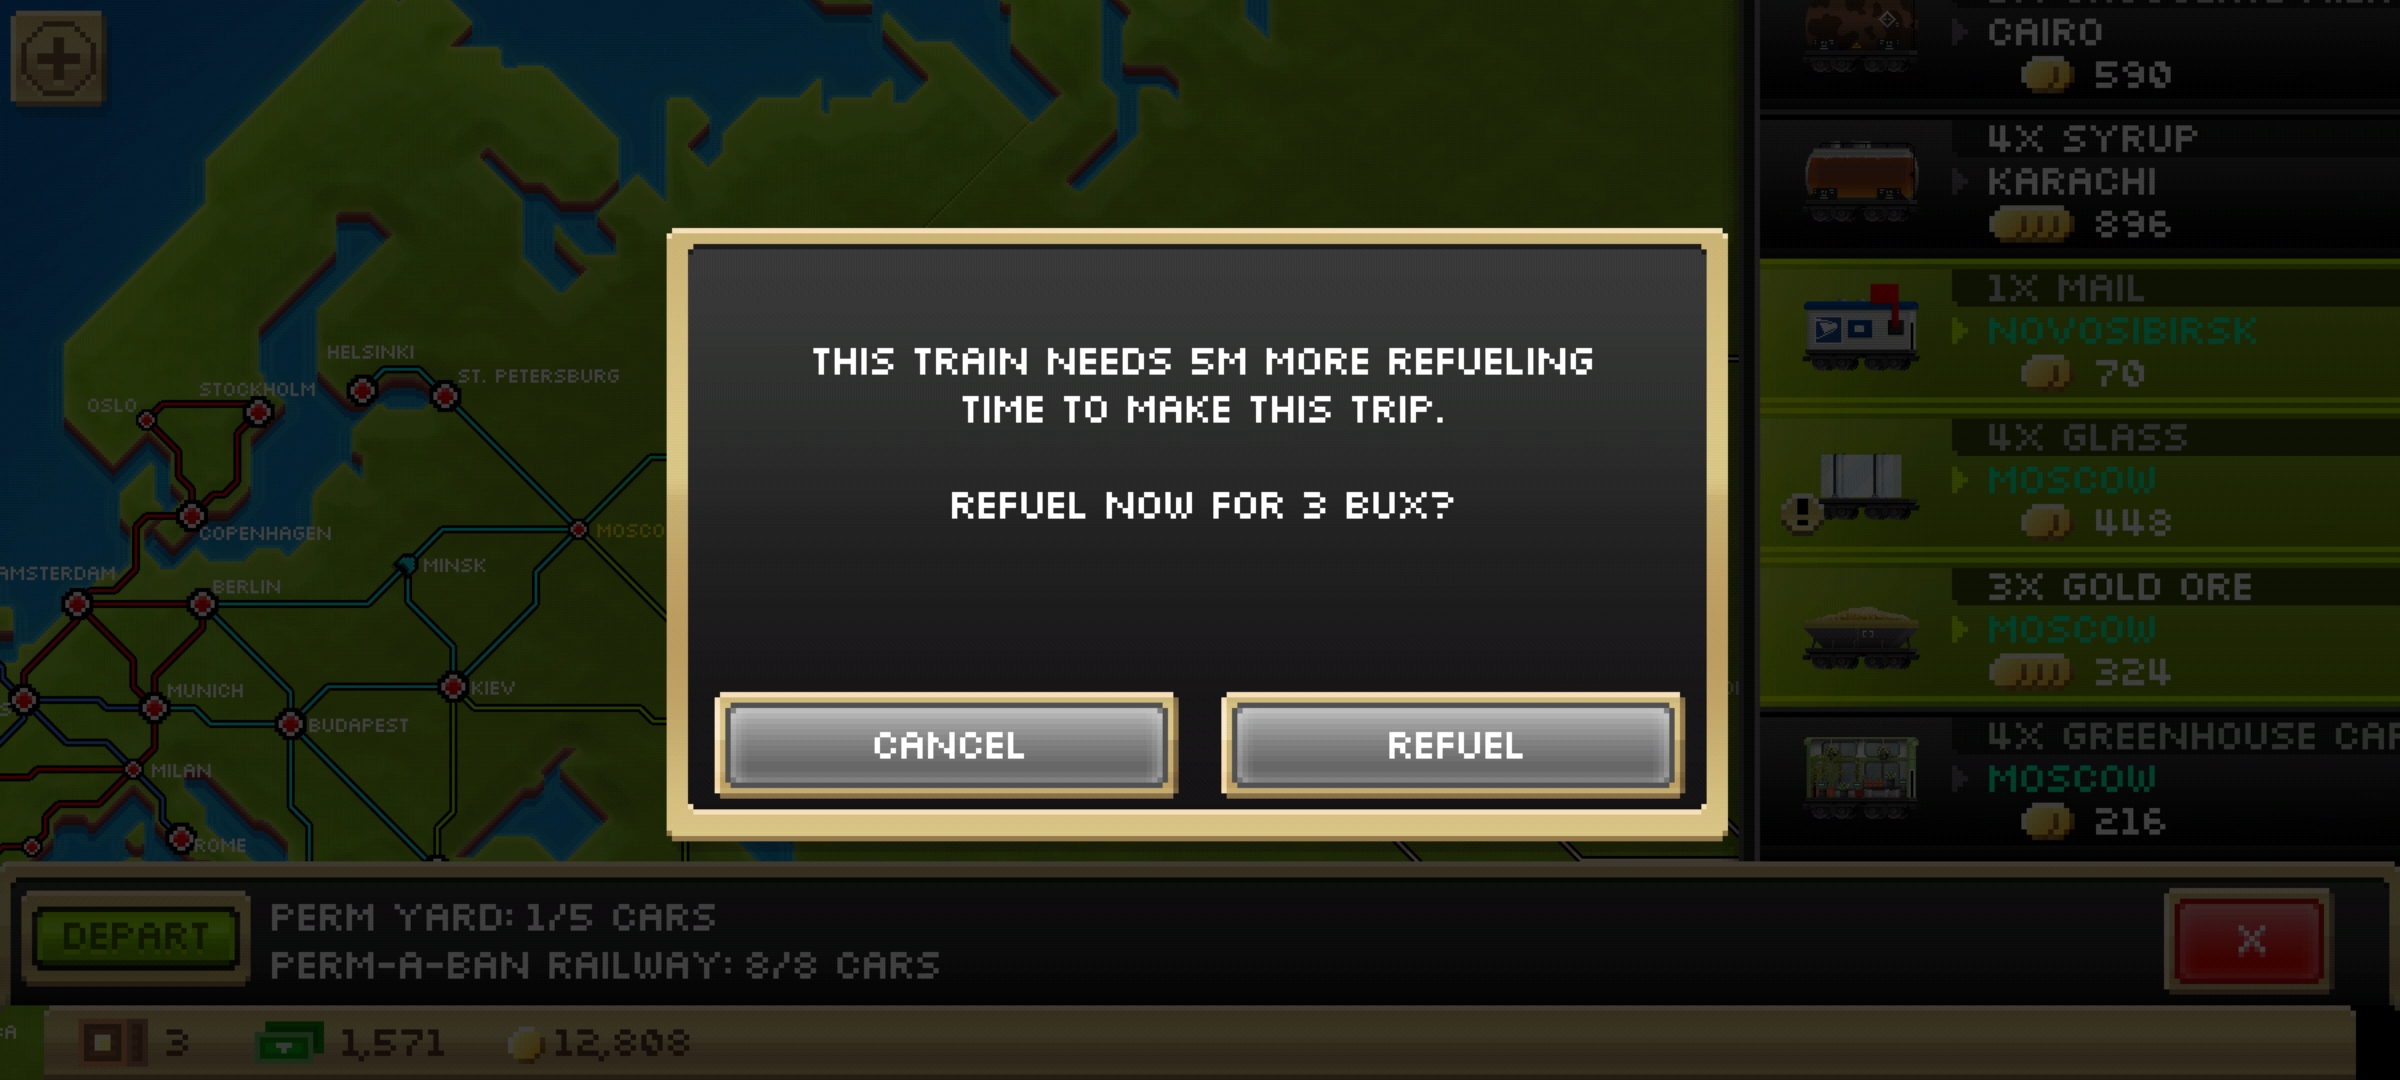 CAIRO
590
4X SYRUP
KARACHI
896
1X MAIL
NOVOSIBIRSK
70
4X GLASS
MOSCOW
448
3X GOLD ORE
MOSCOW
324
4X GREENHOUSE CAR
MOSCOW
216
HELSINKI
ST. PETERSBURG
STOCKHOLM
OSLO
COPENHAGEN
MOSCO
MINSK
AMSTERDAM
BERLIN
MUNICH
KIEV
BUDAPEST
MILAN
ROME
THIS TRAIN NEEDS 5M MORE REFUELING
TIME TO MAKE THIS TRIP.
REFUEL NOW FOR 3 BUX?
CANCEL
REFUEL
DEPART
PERM YARD: 1/5 CARS
PERM-A-BAN RAILWAY: 8/8 CARS
X
3
1,571
12,808